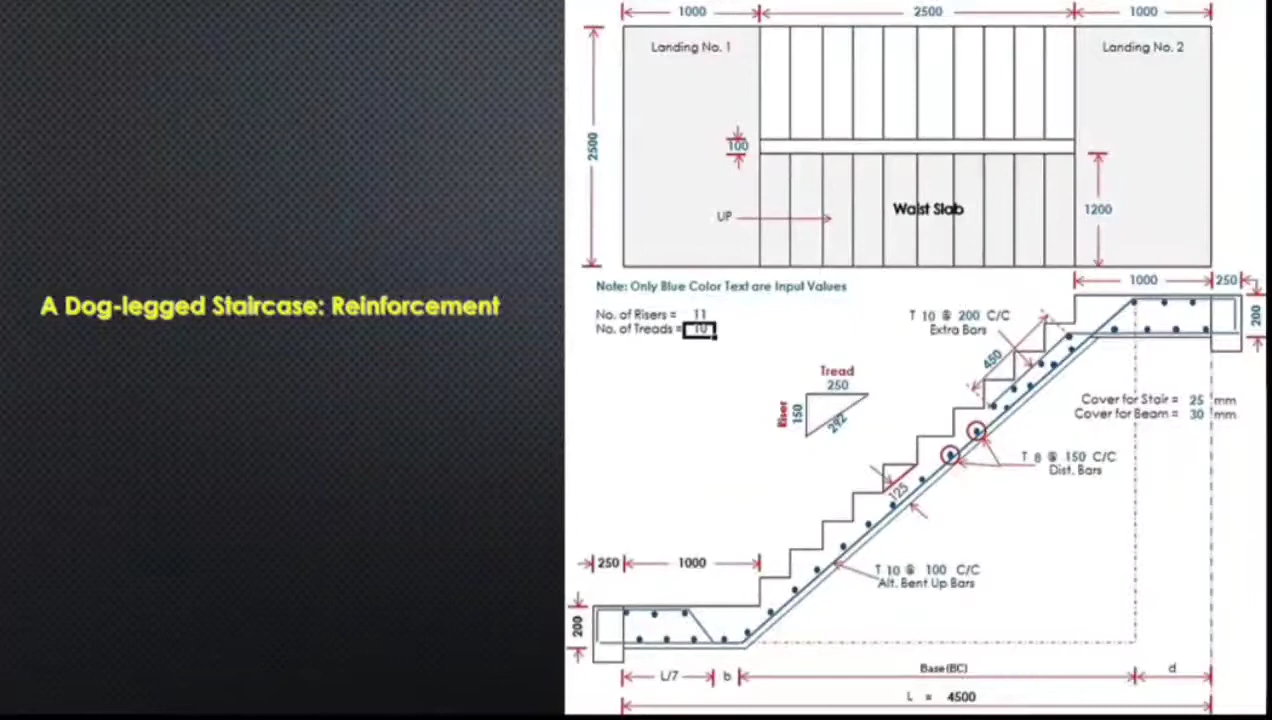 A Dog-legged Staircase: Reinforcement
1000
2500
1000
Landing No. 1
Landing No. 2
2500
100
UP
Waist Slab
1200
Note: Only Blue Color Text are Input Values
No. of Risers = 11
No. of Treads = 10
1000
250
200
T 10 @ 200 C/C
Extra Bars
450
Tread
250
Riser
150
292
Cover for Stair = 25 mm
Cover for Beam = 30 mm
T 8 @ 150 C/C
Dist. Bars
125
250
1000
T 10 @ 100 C/C
Alt. Bent Up Bars
200
L/7
b
Base(BC)
d
L = 4500